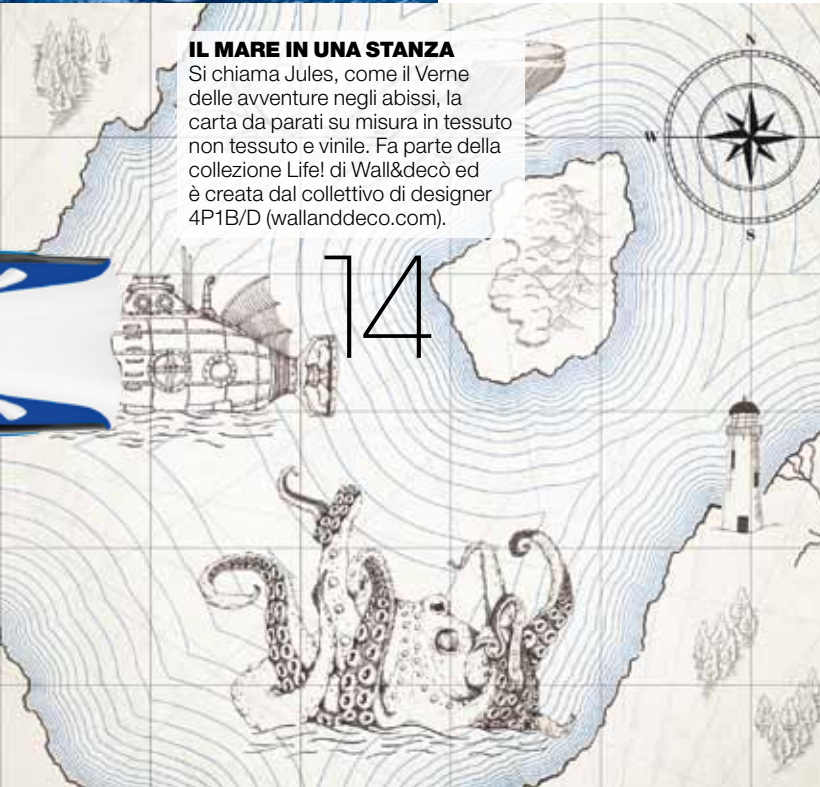 IL MARE IN UNA STANZA
Si chiama Jules, come il Verne
delle avventure negli abissi, la
carta da parati su misura in tessuto
non tessuto e vinile. Fa parte della
collezione Life! di Wall&decò ed
è creata dal collettivo di designer
4P1B/D (wallanddeco.com).
N
W
S
14